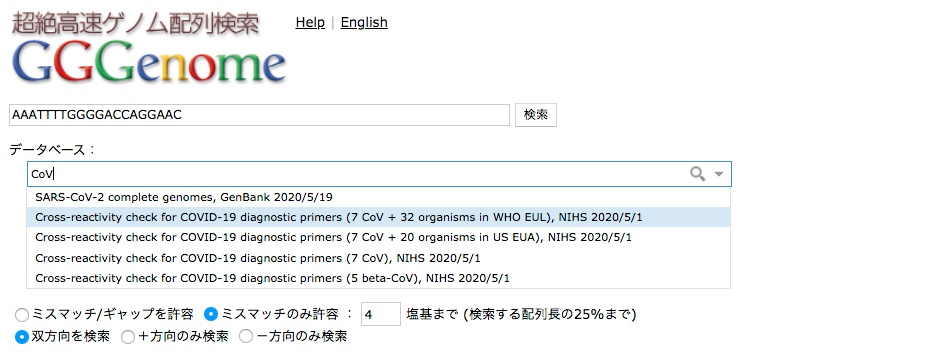 超絶高速ゲノム配列検索
GGGenome
Help | English
AAATTTTGGGGACCAGGAAC 検索
データベース：
CoV
SARS-CoV-2 complete genomes, GenBank 2020/5/19
Cross-reactivity check for COVID-19 diagnostic primers (7 CoV + 32 organisms in WHO EUL), NIHS 2020/5/1
Cross-reactivity check for COVID-19 diagnostic primers (7 CoV + 20 organisms in US EUA), NIHS 2020/5/1
Cross-reactivity check for COVID-19 diagnostic primers (7 CoV), NIHS 2020/5/1
Cross-reactivity check for COVID-19 diagnostic primers (5 beta-CoV), NIHS 2020/5/1
ミスマッチ/ギャップを許容 ミスマッチのみ許容 ： 4 塩基まで (検索する配列長の25%まで)
双方向を検索 ＋方向のみ検索 －方向のみ検索